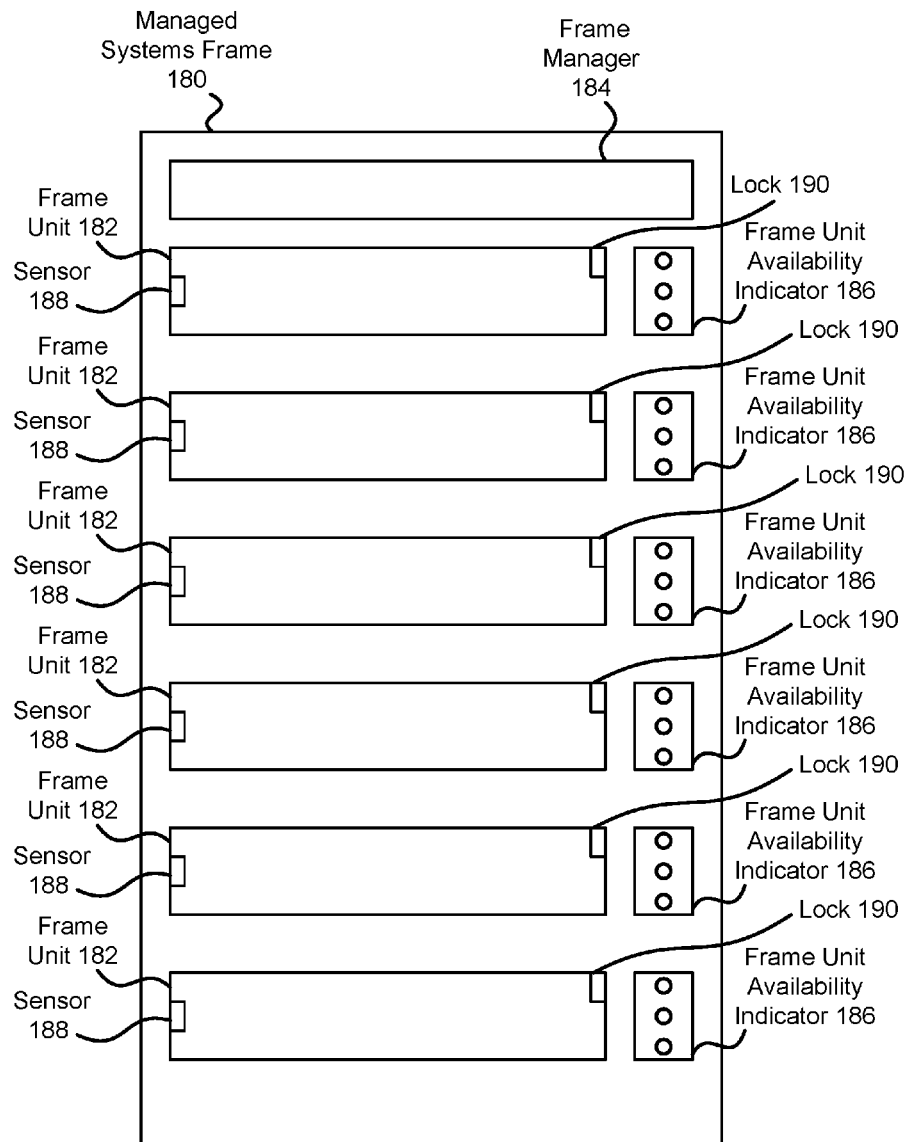 Managed
Systems Frame
180
Frame
Manager
184
Lock 190
Frame
Unit 182
Sensor
188
Frame Unit
Availability
Indicator 186
Lock 190
Frame
Unit 182
Sensor
188
Frame Unit
Availability
Indicator 186
Lock 190
Frame
Unit 182
Sensor
188
Frame Unit
Availability
Indicator 186
Lock 190
Frame
Unit 182
Sensor
188
Frame Unit
Availability
Indicator 186
Lock 190
Frame
Unit 182
Sensor
188
Frame Unit
Availability
Indicator 186
Lock 190
Frame
Unit 182
Sensor
188
Frame Unit
Availability
Indicator 186